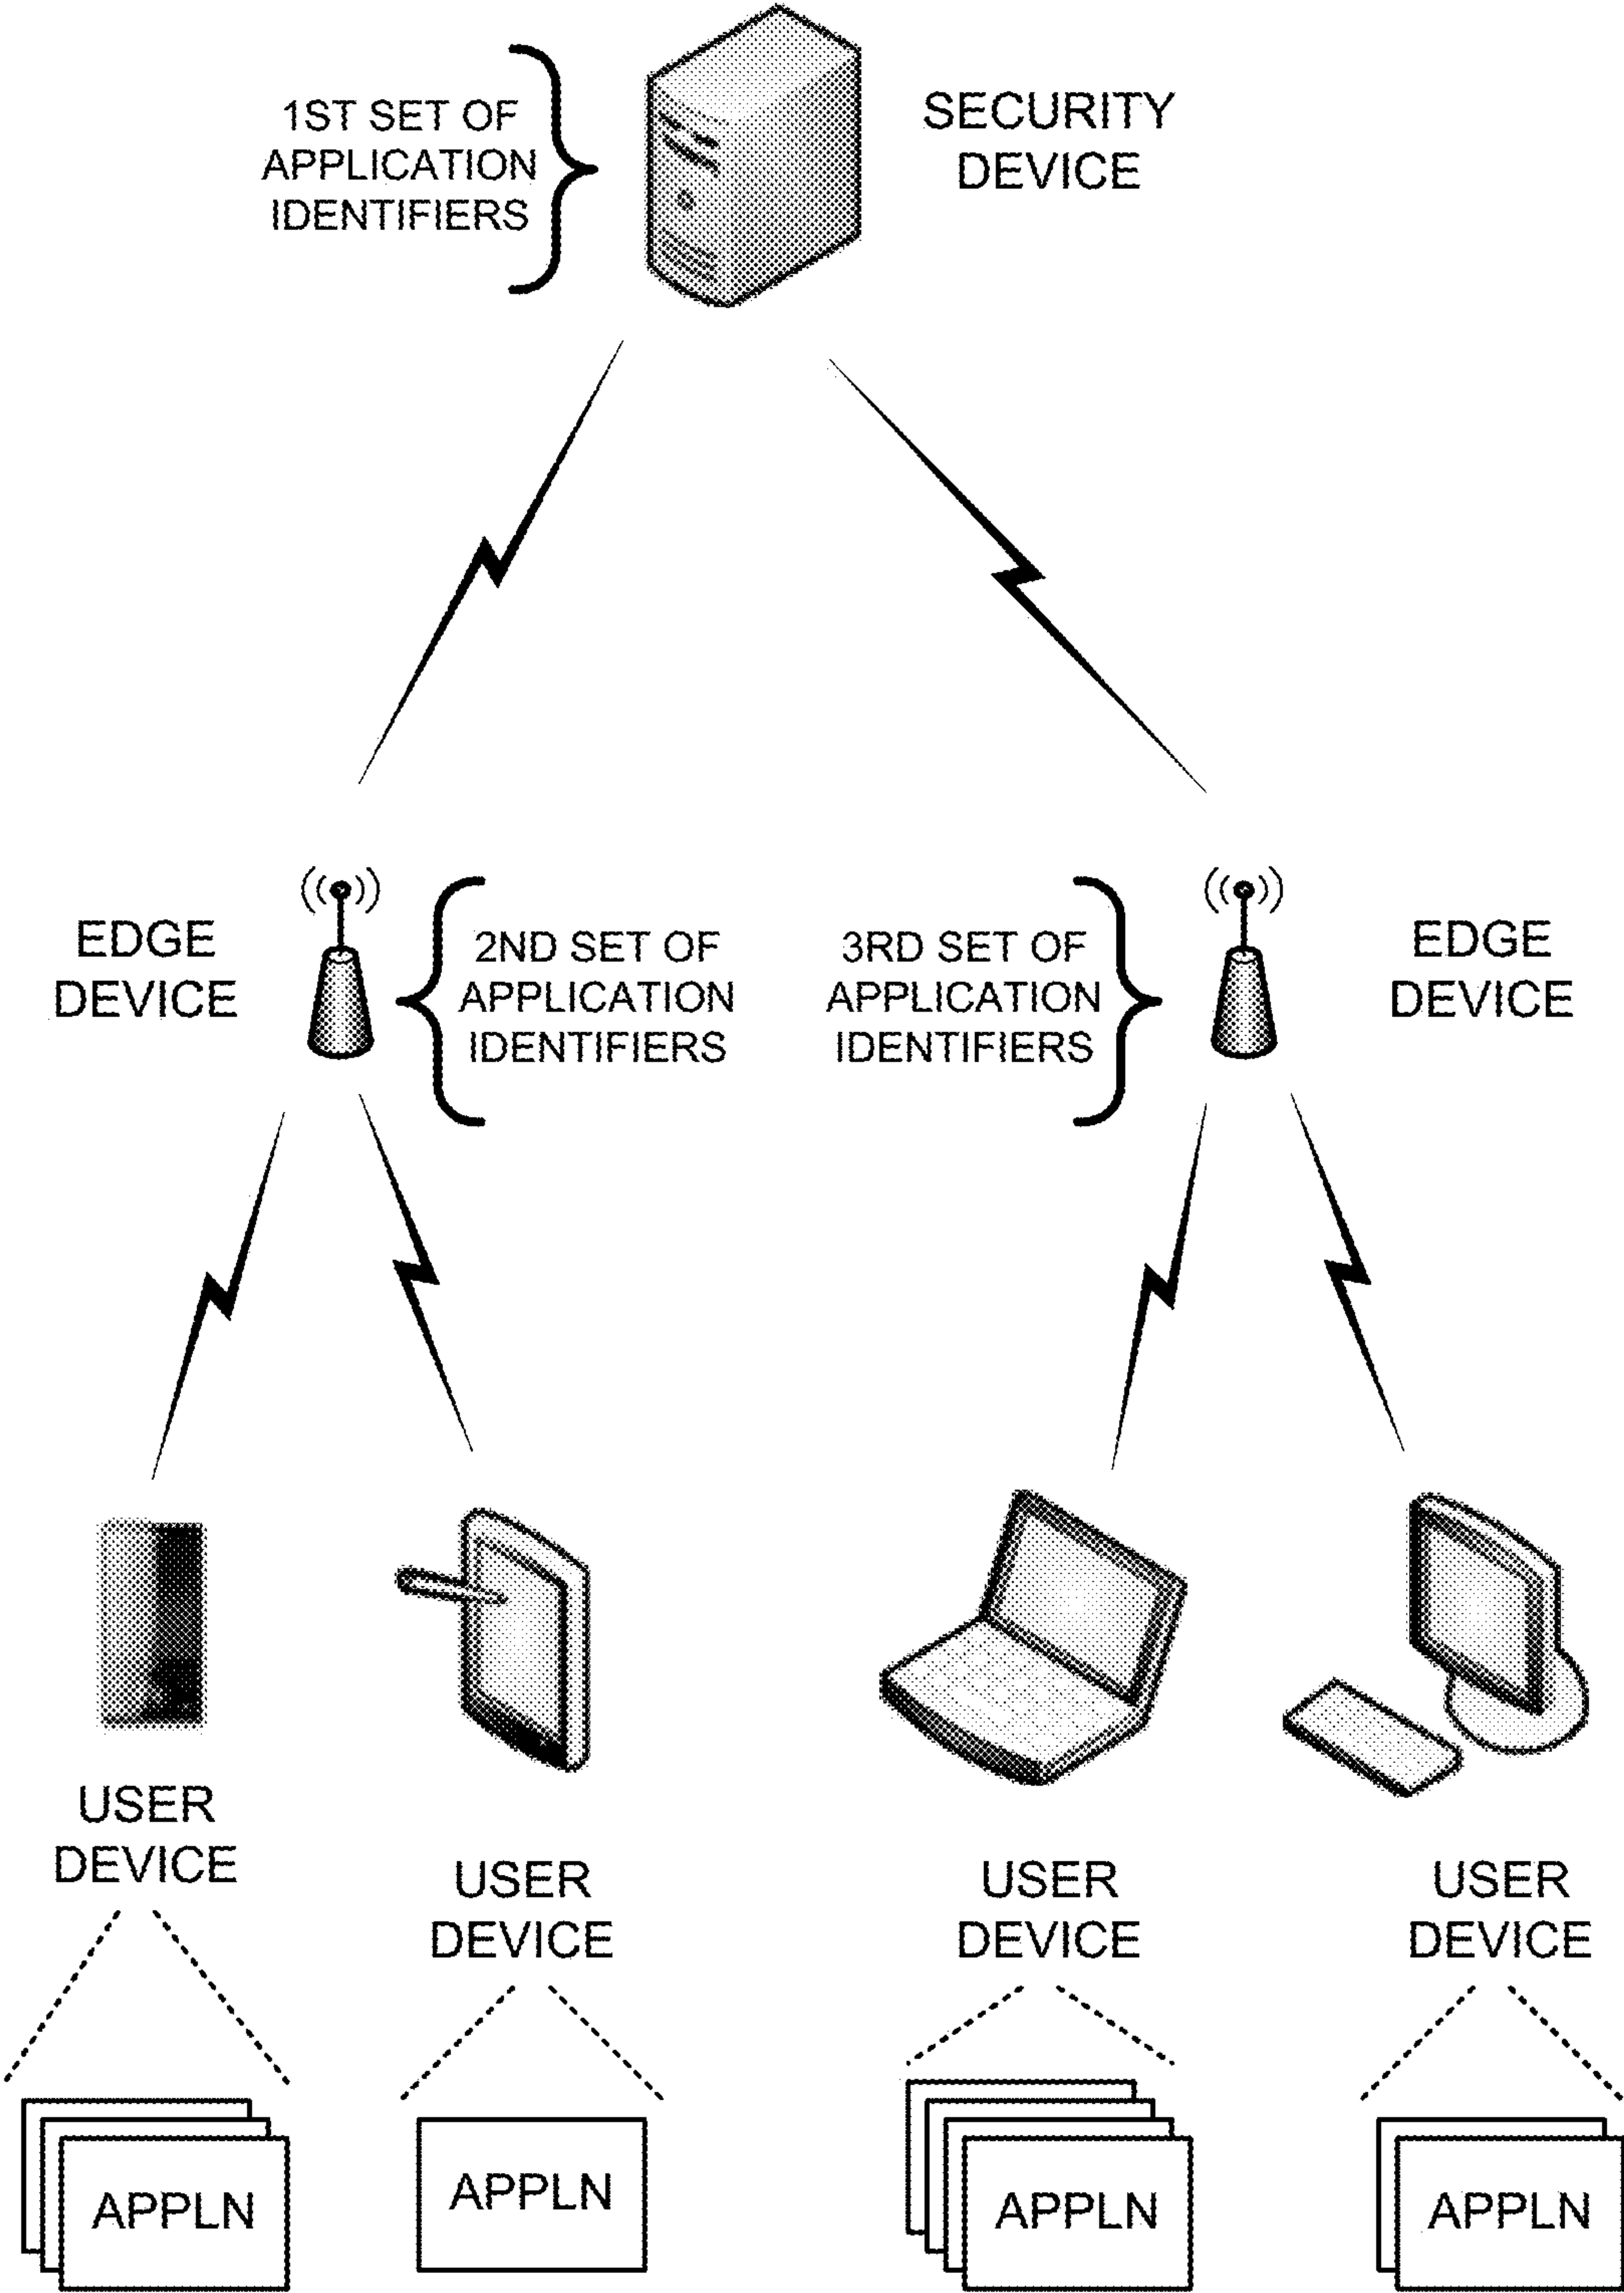 1ST SET OF
APPLICATION
IDENTIFIERS
SECURITY
DEVICE
EDGE
DEVICE
2ND SET OF
APPLICATION
IDENTIFIERS
3RD SET OF
APPLICATION
IDENTIFIERS
EDGE
DEVICE
USER
DEVICE
USER
DEVICE
USER
DEVICE
USER
DEVICE
APPLN
APPLN
APPLN
APPLN